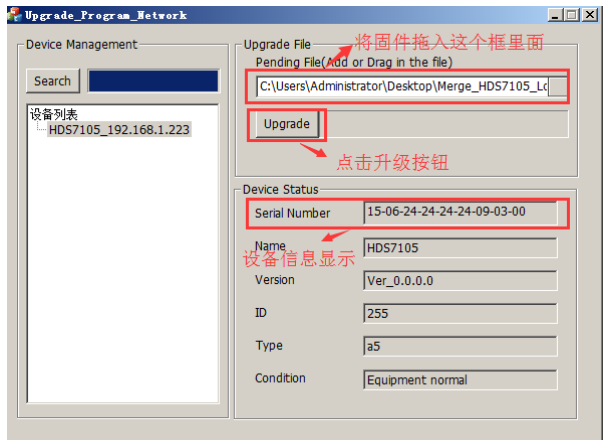 Upgrade_Program_Network
Device Management
Search
设备列表
HDS7105_192.168.1.223
Upgrade File
将固件拖入这个框里面
Pending File(Add or Drag in the file)
C:\Users\Administrator\Desktop\Merge_HDS7105_Lo
Upgrade
点击升级按钮
Device Status
Serial Number 15-06-24-24-24-24-09-03-00
Name HDS7105
设备信息显示
Version Ver_0.0.0.0
ID 255
Type a5
Condition Equipment normal